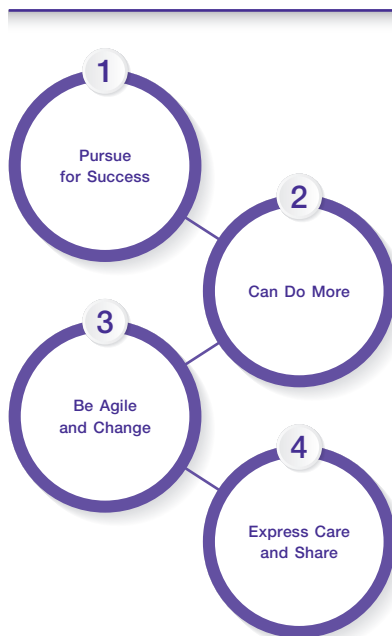 1
Pursue
for Success
2
Can Do More
3
Be Agile
and Change
4
Express Care
and Share